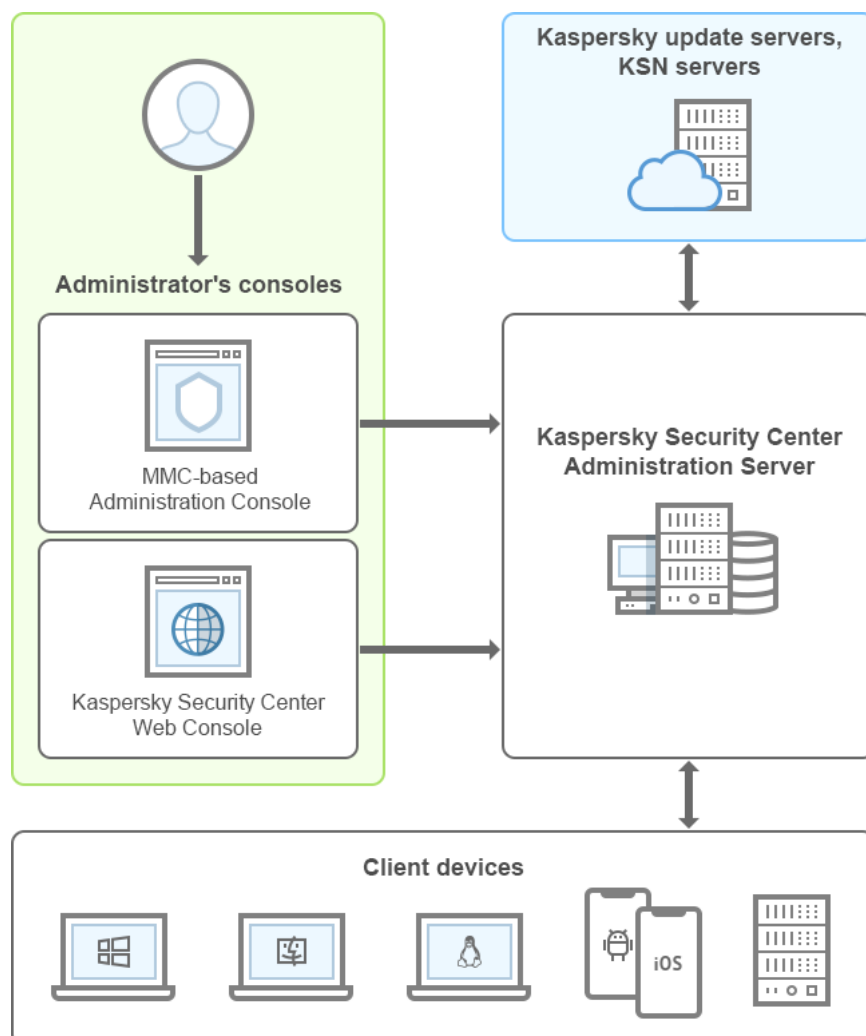 Kaspersky update servers,
KSN servers
Administrator's consoles
MMC-based
Administration Console
Kaspersky Security Center
Web Console
Kaspersky Security Center
Administration Server
Client devices
iOS